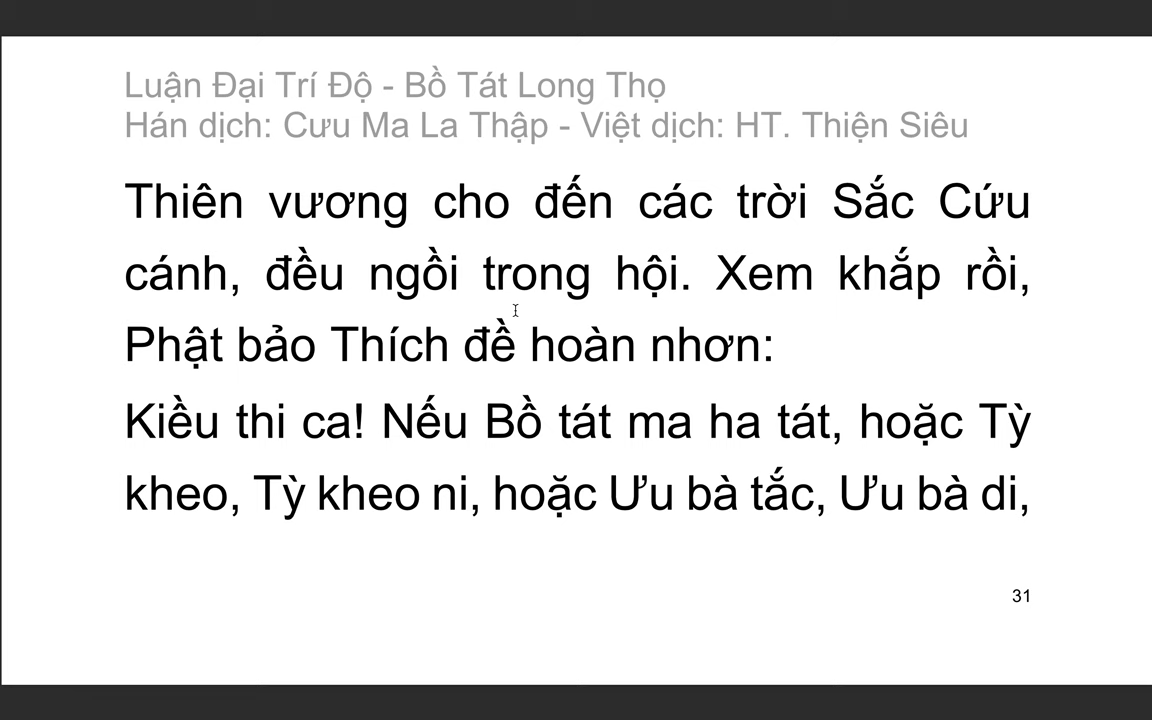 Luận Đại Trí Độ - Bồ Tát Long Thọ
Hán dịch: Cưu Ma La Thập - Việt dịch: HT. Thiện Siêu
Thiên vương cho đến các trời Sắc Cứu
cánh, đều ngồi trong hội. Xem khắp rồi,
Phật bảo Thích đề hoàn nhơn:
Kiều thi ca! Nếu Bồ tát ma ha tát, hoặc Tỳ
kheo, Tỳ kheo ni, hoặc Ưu bà tắc, Ưu bà di,
31